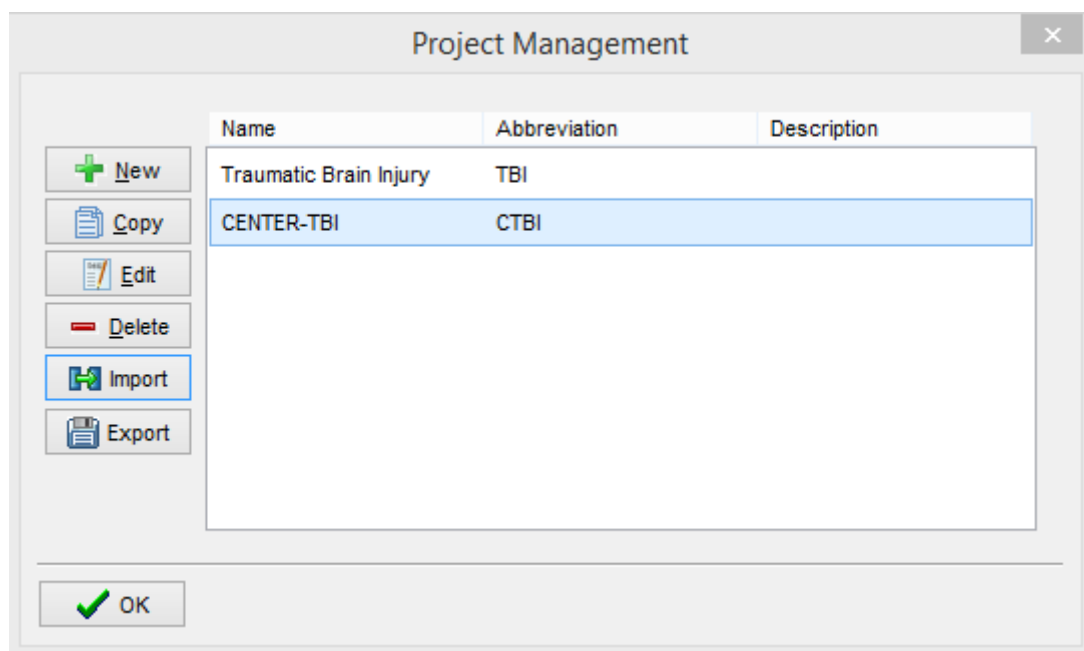 Project Management
Name Abbreviation Description
New
Traumatic Brain Injury TBI
Copy
CENTER-TBI CTBI
Edit
Delete
Import
Export
OK